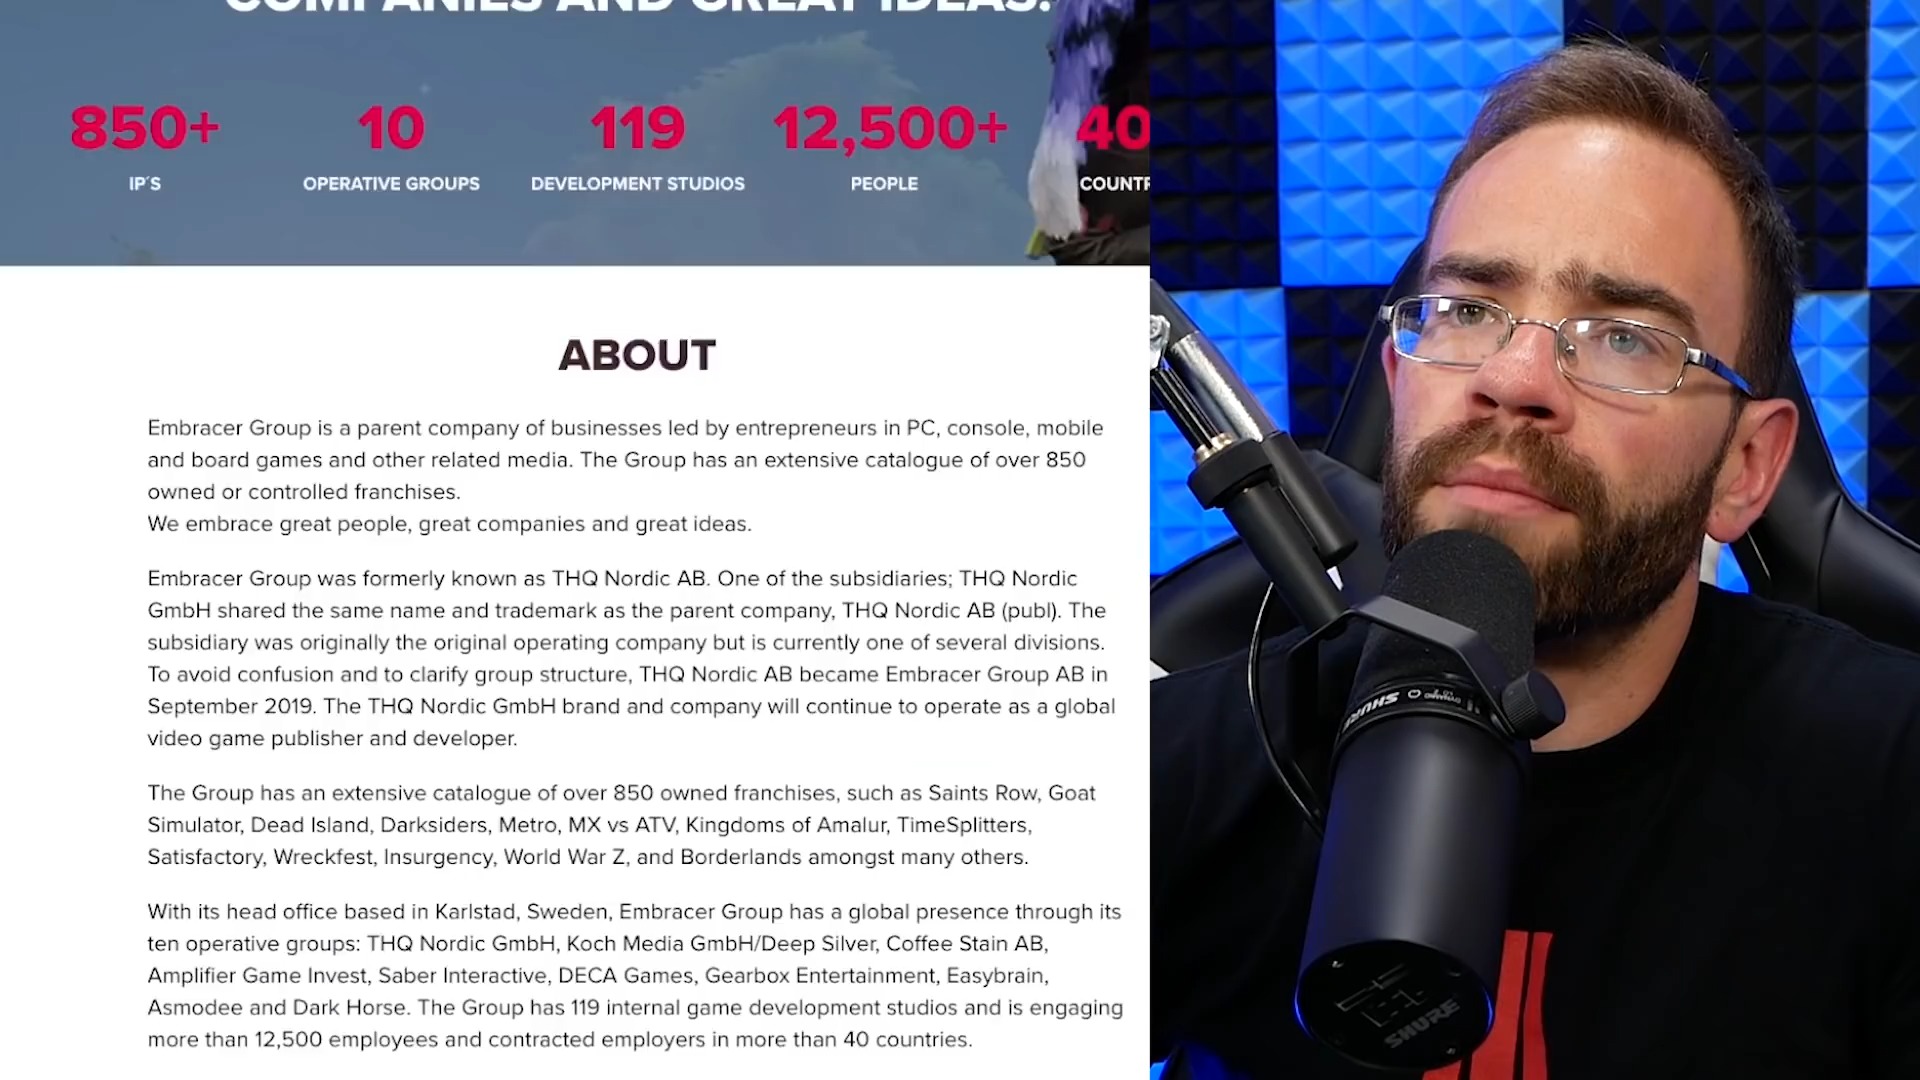 COMPANIES AND GREAT IDEAS.
850+ 10 119 12,500+ 40
IP´S OPERATIVE GROUPS DEVELOPMENT STUDIOS PEOPLE COUNTR
ABOUT
Embracer Group is a parent company of businesses led by entrepreneurs in PC, console, mobile
and board games and other related media. The Group has an extensive catalogue of over 850
owned or controlled franchises.
We embrace great people, great companies and great ideas.
Embracer Group was formerly known as THQ Nordic AB. One of the subsidiaries; THQ Nordic
GmbH shared the same name and trademark as the parent company, THQ Nordic AB (publ). The
subsidiary was originally the original operating company but is currently one of several divisions.
To avoid confusion and to clarify group structure, THQ Nordic AB became Embracer Group AB in
September 2019. The THQ Nordic GmbH brand and company will continue to operate as a global
video game publisher and developer.
The Group has an extensive catalogue of over 850 owned franchises, such as Saints Row, Goat
Simulator, Dead Island, Darksiders, Metro, MX vs ATV, Kingdoms of Amalur, TimeSplitters,
Satisfactory, Wreckfest, Insurgency, World War Z, and Borderlands amongst many others.
With its head office based in Karlstad, Sweden, Embracer Group has a global presence through its
ten operative groups: THQ Nordic GmbH, Koch Media GmbH/Deep Silver, Coffee Stain AB,
Amplifier Game Invest, Saber Interactive, DECA Games, Gearbox Entertainment, Easybrain,
Asmodee and Dark Horse. The Group has 119 internal game development studios and is engaging
more than 12,500 employees and contracted employers in more than 40 countries.
SHURE
SHURE